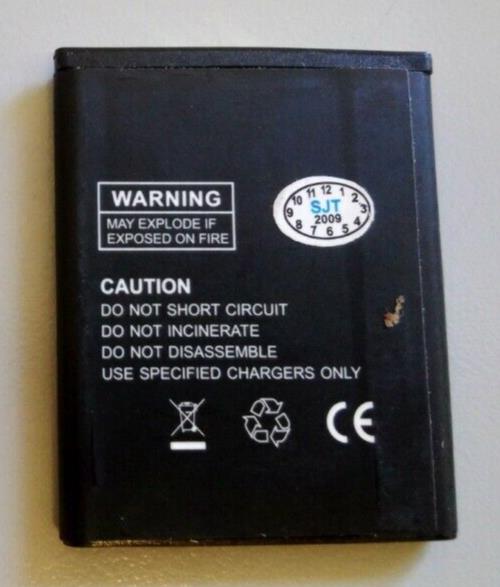 WARNING
MAY EXPLODE IF
EXPOSED ON FIRE
10 11 12 1 2 3 4 5 6 7 8 9
SJT
2009
CAUTION
DO NOT SHORT CIRCUIT
DO NOT INCINERATE
DO NOT DISASSEMBLE
USE SPECIFIED CHARGERS ONLY
CE